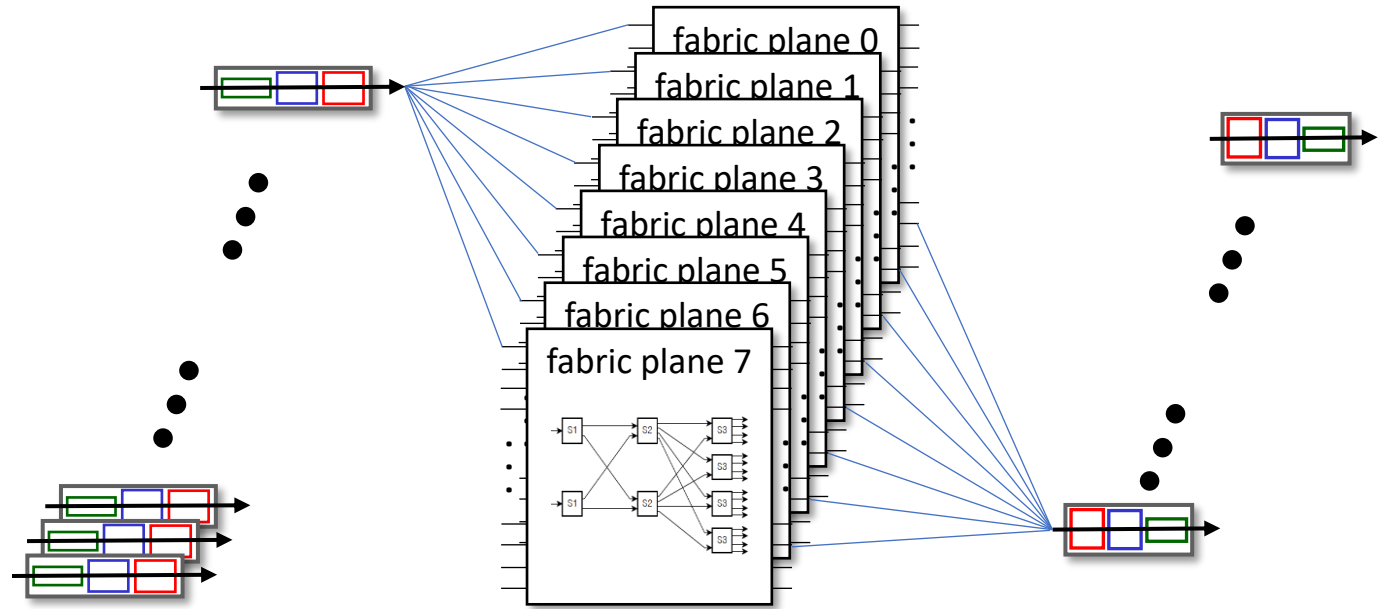 fabric plane 0
fabric plane 1
fabric plane 2
fabric plane 3
fabric plane 4
fabric plane 5
fabric plane 6
fabric plane 7
S1 S2 S3
S3
S1 S2 S3
S3